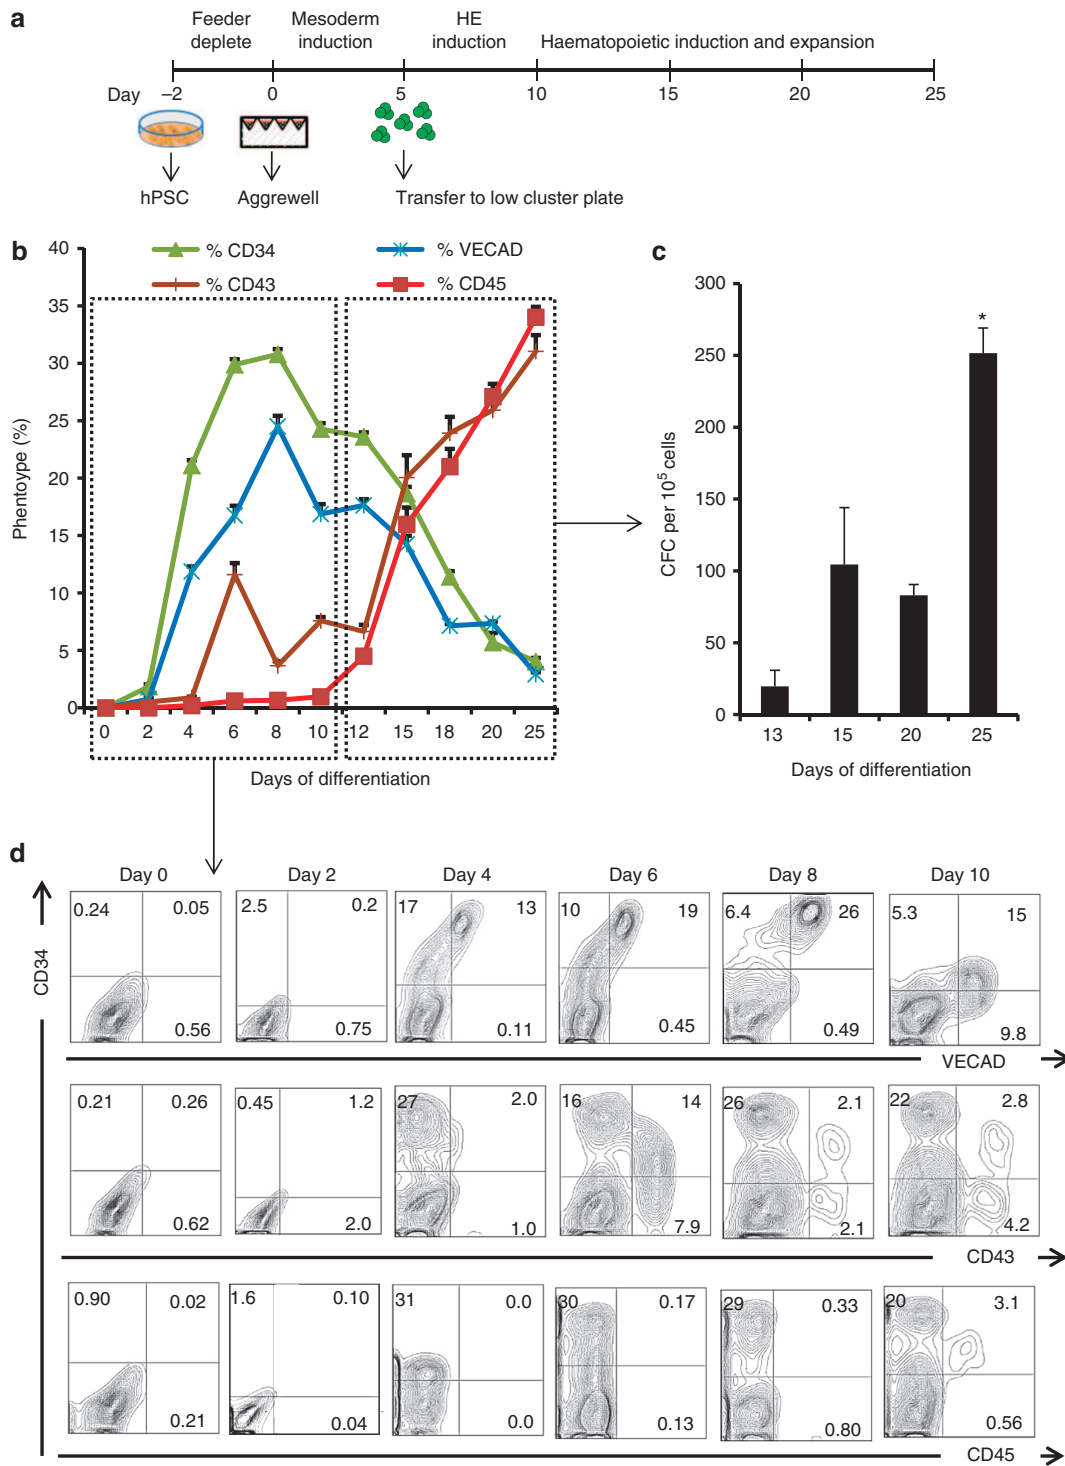 a
Feeder deplete
Mesoderm induction
HE induction
Haematopoietic induction and expansion
Day –2 0 5 10 15 20 25
hPSC
Aggrewell
Transfer to low cluster plate
b
% CD34
% VECAD
% CD43
% CD45
Phentoype (%)
40
35
30
25
20
15
10
5
0
0 2 4 6 8 10 12 15 18 20 25
Days of differentiation
c
CFC per 10⁵ cells
300
250
200
150
100
50
0
*
13 15 20 25
Days of differentiation
d
Day 0 Day 2 Day 4 Day 6 Day 8 Day 10
CD34
0.24 0.05 2.5 0.2 17 13 10 19 6.4 26 5.3 15
0.56 0.75 0.11 0.45 0.49 9.8
VECAD
0.21 0.26 0.45 1.2 27 2.0 16 14 26 2.1 22 2.8
0.62 2.0 1.0 7.9 2.1 4.2
CD43
0.90 0.02 1.6 0.10 31 0.0 30 0.17 29 0.33 20 3.1
0.21 0.04 0.0 0.13 0.80 0.56
CD45